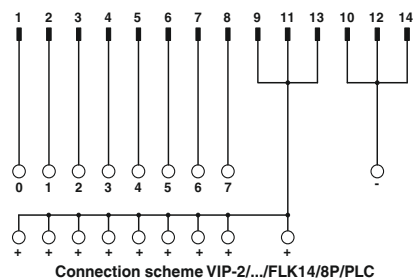 1 2 3 4 5 6 7 8 9 11 13 10 12 14
0 1 2 3 4 5 6 7 -
+ + + + + + + + +
Connection scheme VIP-2/.../FLK14/8P/PLC